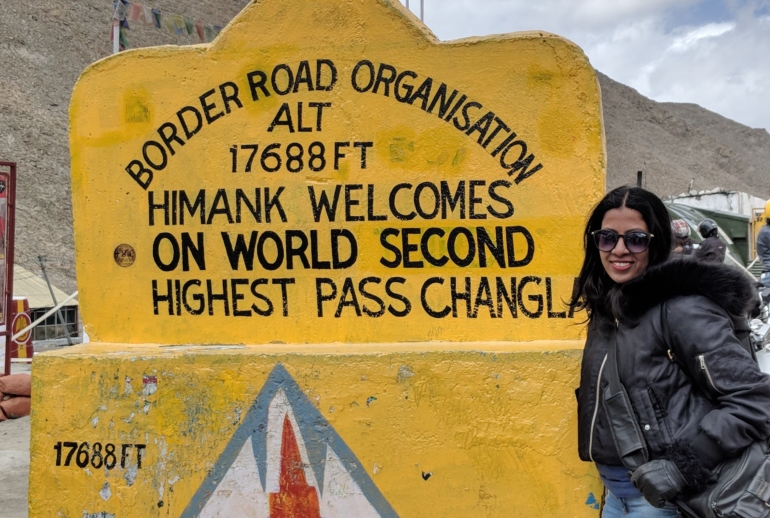 BORDER ROAD ORGANISATION
ALT
17688 FT
HIMANK WELCOMES
ON WORLD SECOND
HIGHEST PASS CHANGLA
17688 FT